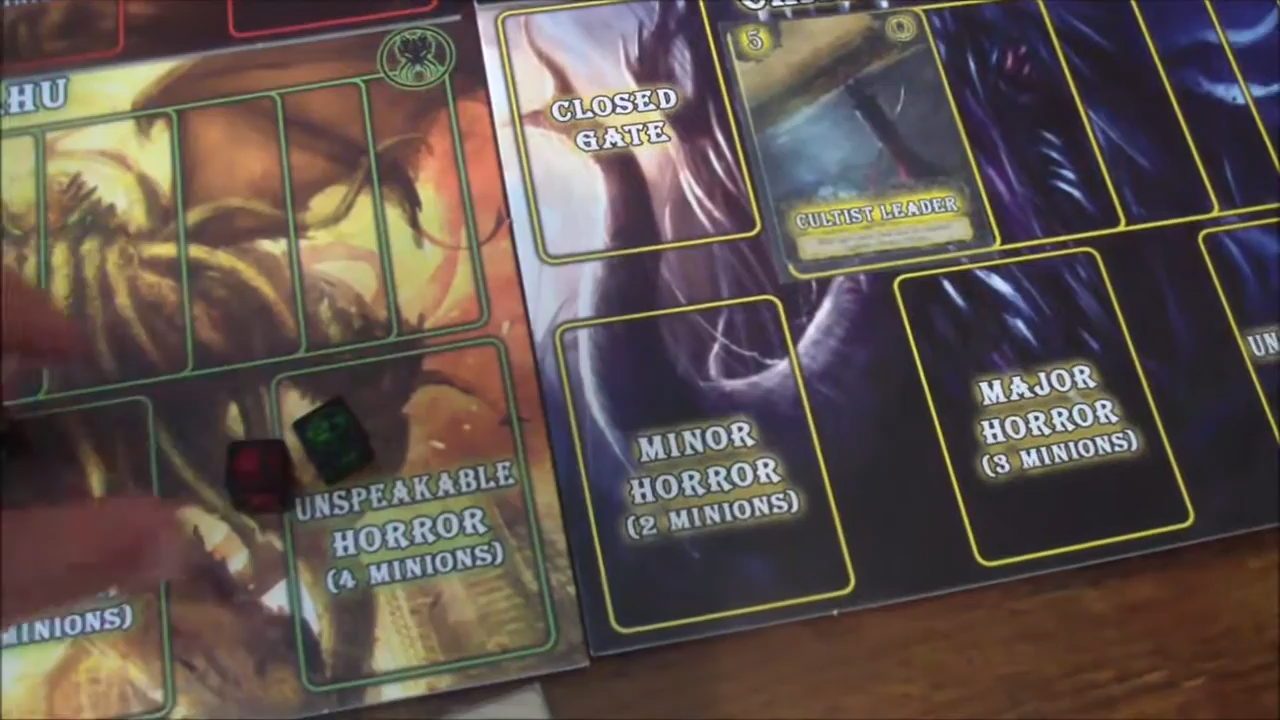 HU
CLOSED
GATE
5
CULTIST LEADER
UNSPEAKABLE
HORROR
(4 MINIONS)
MINIONS)
MINOR
HORROR
(2 MINIONS)
MAJOR
HORROR
(3 MINIONS)
UN